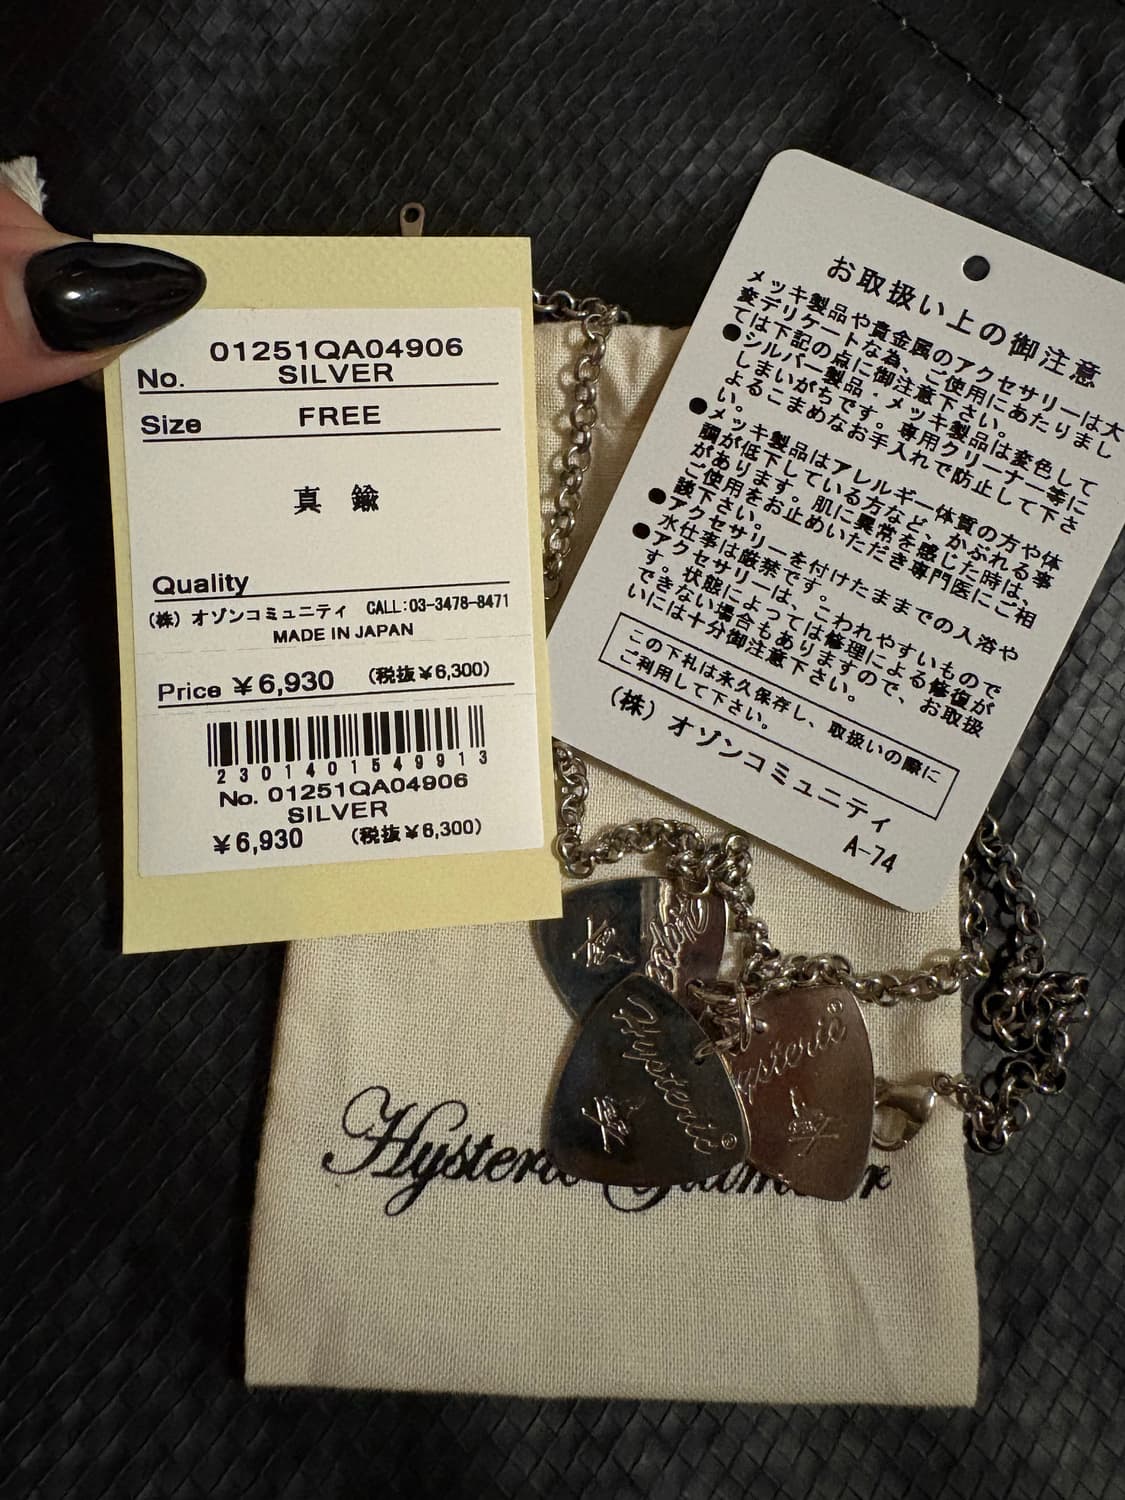 01251QA04906
No. SILVER
Size FREE
真 鍮
Quality
(株) オゾンコミュニティ CALL:03-3478-8471
MADE IN JAPAN
Price ¥6,930 (税抜¥6,300)
2301401549913
No. 01251QA04906
SILVER
¥6,930 (税抜¥6,300)
お取扱い上の御注意
メッキ製品や貴金属のアクセサリーは大
変デリケートな為、ご使用にあたりまし
ては下記の点に御注意下さい。
●シルバー製品・メッキ製品は変色して
しまいがちです。専用クリーナー等に
よるこまめなお手入れで防止して下さ
い。
●メッキ製品はアレルギー体質の方や体
調が低下している方など、かぶれる事
があります。肌に異常を感じた時は、
ご使用をお止めいただき専門医にご相
談下さい。
●アクセサリーを付けたままでの入浴や
水仕事は厳禁です。
●アクセサリーは、こわれやすいもので
す。状態によっては修理による修復が
できない場合もありますので、お取扱
いには十分御注意下さい。
この下札は永久保存し、取扱いの際に
ご利用して下さい。
(株) オゾンコミュニティ
A-74
Hysteric®
Hysteric®